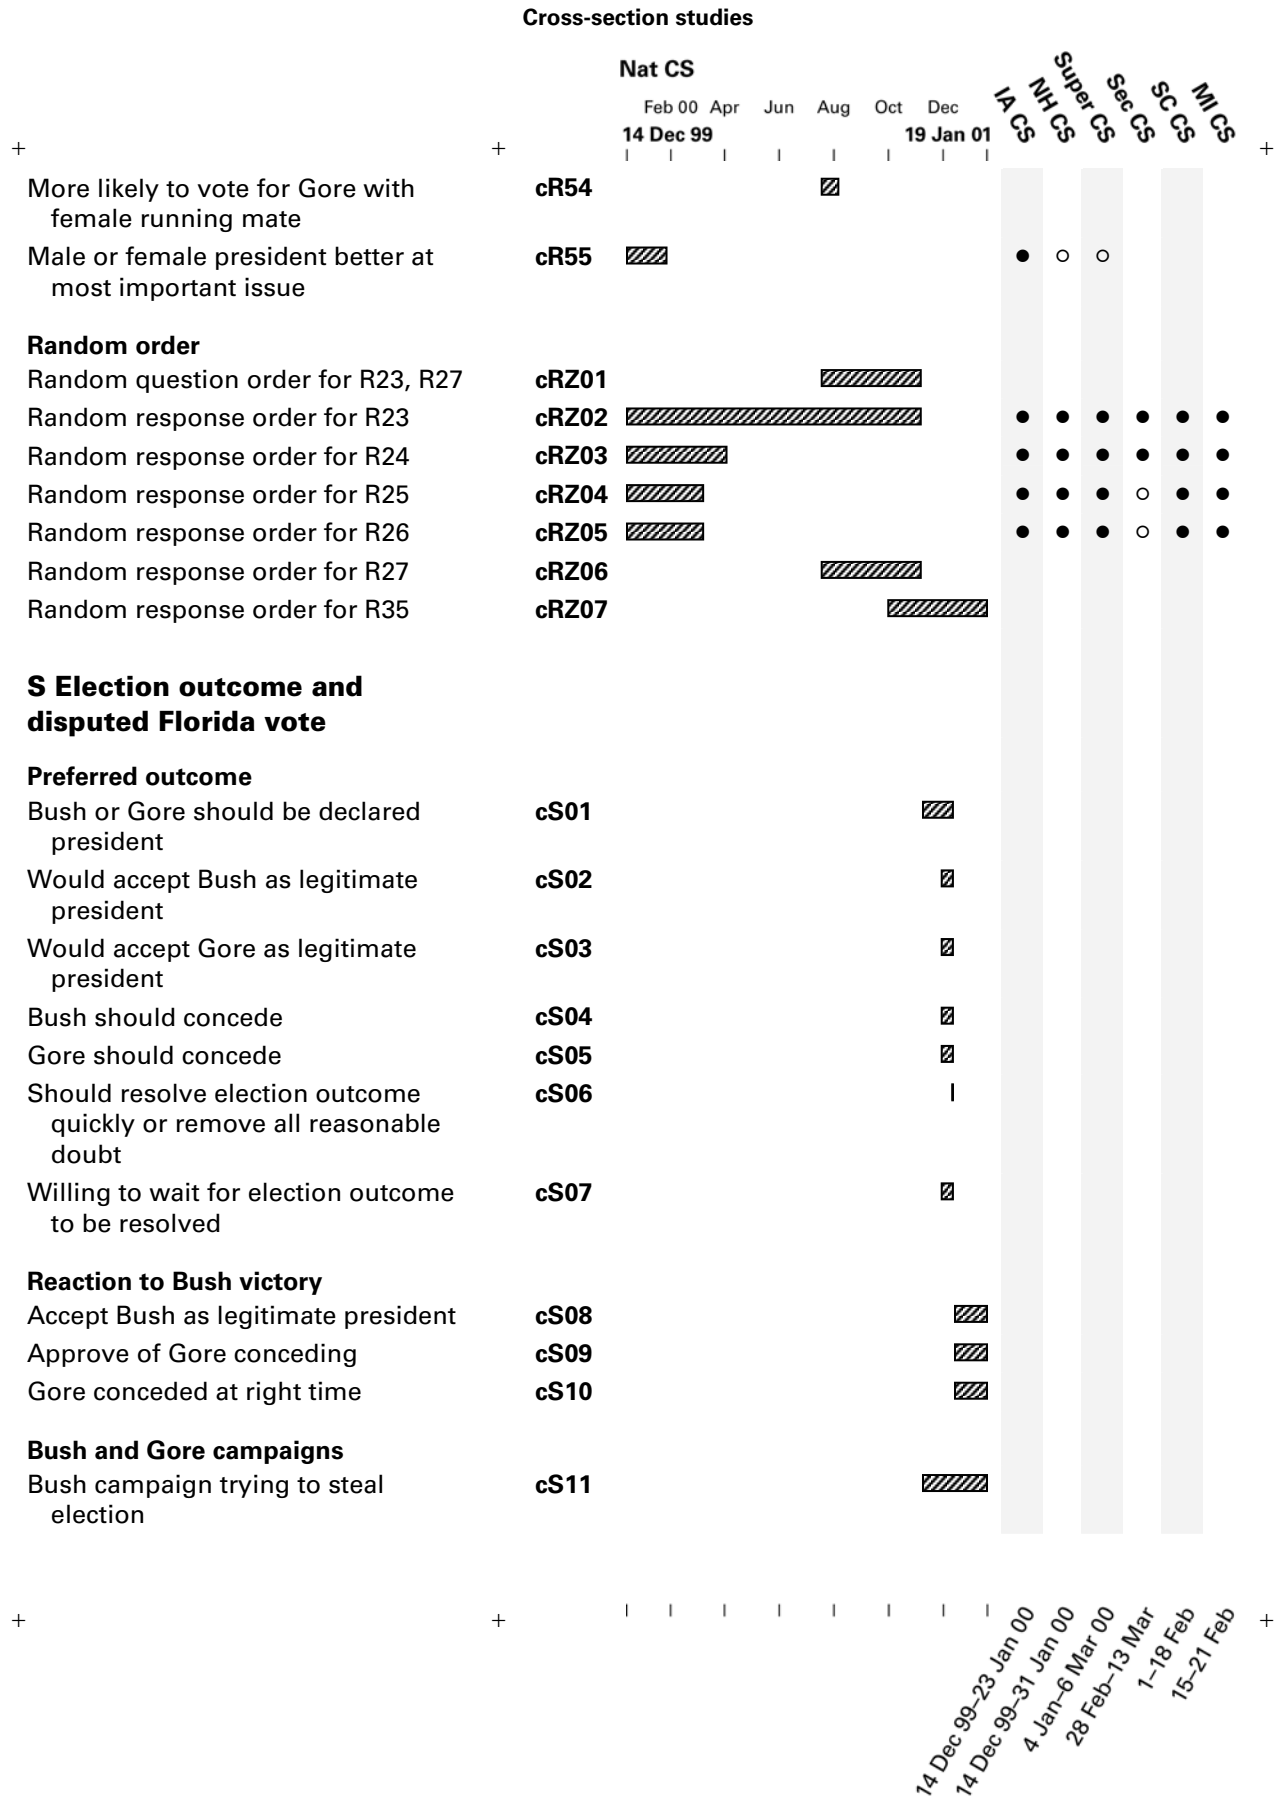 Cross-section studies
Nat CS
Feb 00 Apr Jun Aug Oct Dec
14 Dec 99 19 Jan 01
IA CS
NH CS
Super CS
Sec CS
SC CS
MI CS
More likely to vote for Gore with cR54
female running mate
Male or female president better at cR55
most important issue
Random order
Random question order for R23, R27 cRZ01
Random response order for R23 cRZ02
Random response order for R24 cRZ03
Random response order for R25 cRZ04
Random response order for R26 cRZ05
Random response order for R27 cRZ06
Random response order for R35 cRZ07
S Election outcome and
disputed Florida vote
Preferred outcome
Bush or Gore should be declared cS01
president
Would accept Bush as legitimate cS02
president
Would accept Gore as legitimate cS03
president
Bush should concede cS04
Gore should concede cS05
Should resolve election outcome cS06
quickly or remove all reasonable
doubt
Willing to wait for election outcome cS07
to be resolved
Reaction to Bush victory
Accept Bush as legitimate president cS08
Approve of Gore conceding cS09
Gore conceded at right time cS10
Bush and Gore campaigns
Bush campaign trying to steal cS11
election
14 Dec 99–23 Jan 00
14 Dec 99–31 Jan 00
4 Jan–6 Mar 00
28 Feb–13 Mar
1–18 Feb
15–21 Feb